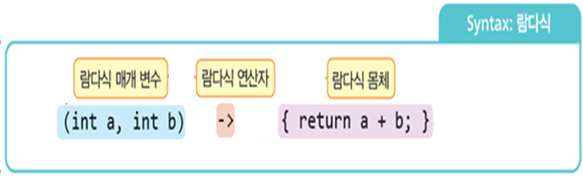 Syntax: 람다식
람다식 매개 변수 람다식 연산자 람다식 몸체
(int a, int b) -> { return a + b; }